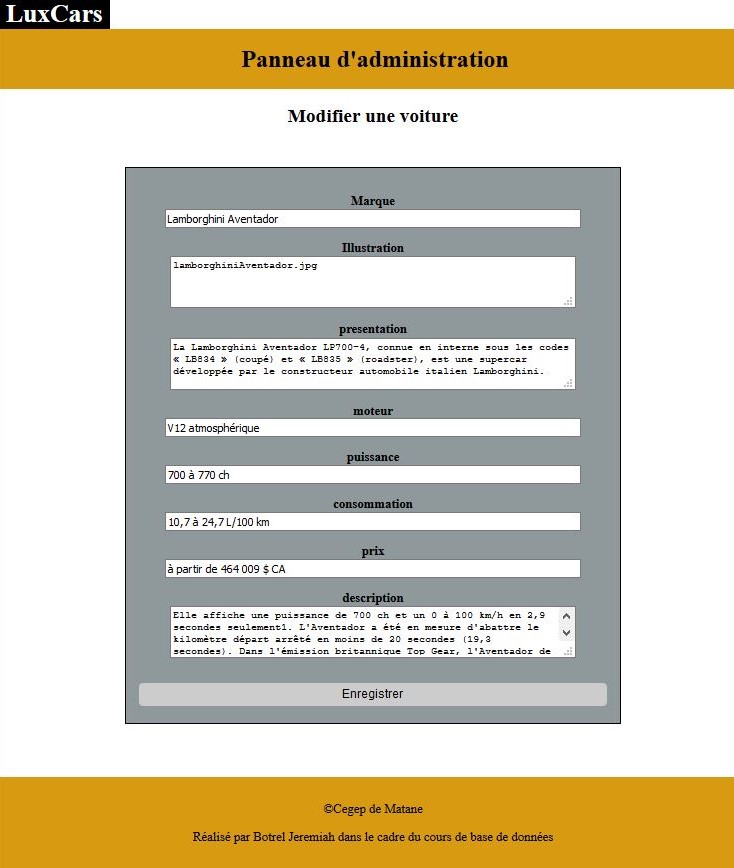 LuxCars
Panneau d'administration
Modifier une voiture
Marque
Lamborghini Aventador
Illustration
lamborghiniAventador.jpg
presentation
La Lamborghini Aventador LP700-4, connue en interne sous les codes
« LB834 » (coupé) et « LB835 » (roadster), est une supercar
développée par le constructeur automobile italien Lamborghini.
moteur
V12 atmosphérique
puissance
700 à 770 ch
consommation
10,7 à 24,7 L/100 km
prix
à partir de 464 009 $ CA
description
Elle affiche une puissance de 700 ch et un 0 à 100 km/h en 2,9
secondes seulement1. L'Aventador a été en mesure d'abattre le
kilomètre départ arrêté en moins de 20 secondes (19,3
secondes). Dans l'émission britannique Top Gear, l'Aventador de
Enregistrer
©Cegep de Matane
Réalisé par Botrel Jeremiah dans le cadre du cours de base de données